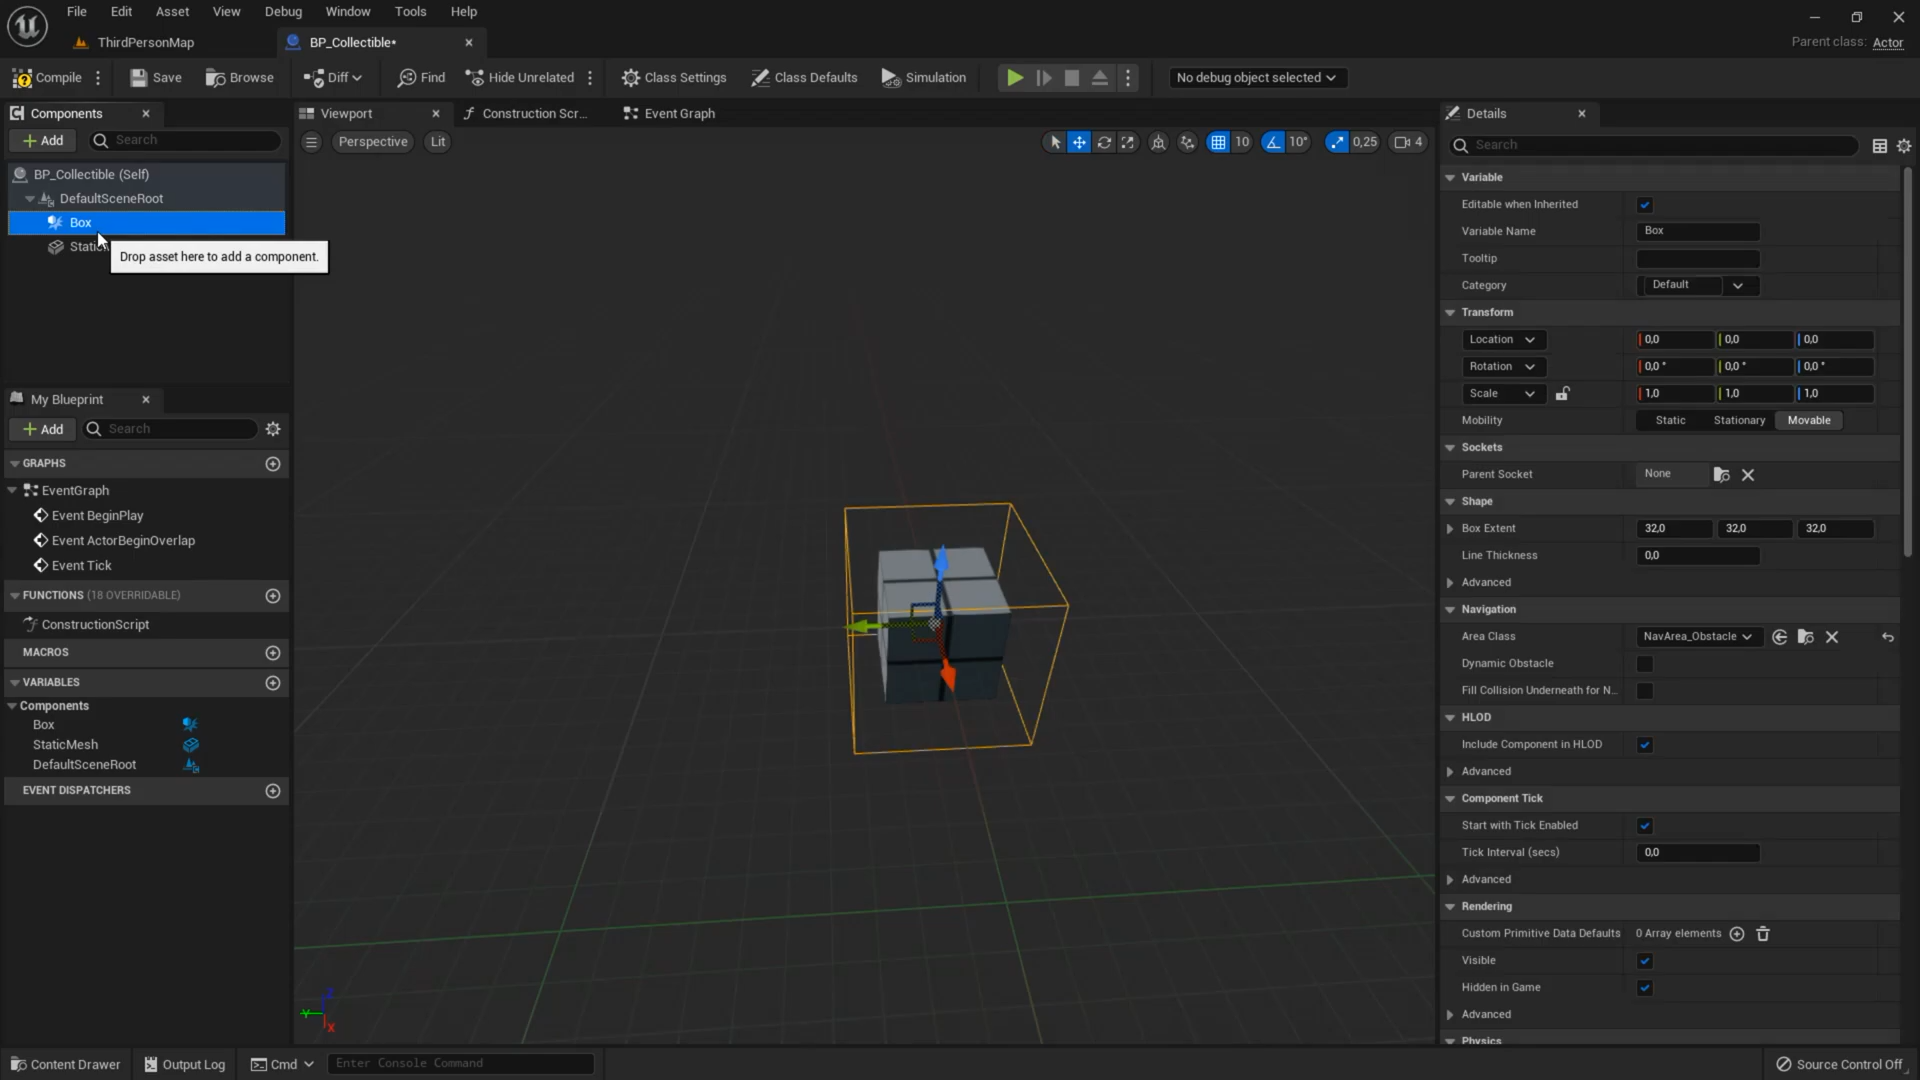 File Edit Asset View Debug Window Tools Help
ThirdPersonMap
BP_Collectible*
Parent class: Actor
Compile
Save
Browse
Diff
Find
Hide Unrelated
Class Settings
Class Defaults
Simulation
No debug object selected
Components
Add
Search
BP_Collectible (Self)
DefaultSceneRoot
Box
Static
Drop asset here to add a component.
My Blueprint
Add
Search
GRAPHS
EventGraph
Event BeginPlay
Event ActorBeginOverlap
Event Tick
FUNCTIONS (18 OVERRIDABLE)
ConstructionScript
MACROS
VARIABLES
Components
Box
StaticMesh
DefaultSceneRoot
EVENT DISPATCHERS
Viewport
Construction Scr...
Event Graph
Perspective
Lit
10
10°
0,25
4
Z
Y
X
Details
Search
Variable
Editable when Inherited
Variable Name Box
Tooltip
Category Default
Transform
Location 0,0 0,0 0,0
Rotation 0,0 ° 0,0 ° 0,0 °
Scale 1,0 1,0 1,0
Mobility Static Stationary Movable
Sockets
Parent Socket None
Shape
Box Extent 32,0 32,0 32,0
Line Thickness 0,0
Advanced
Navigation
Area Class NavArea_Obstacle
Dynamic Obstacle
Fill Collision Underneath for N...
HLOD
Include Component in HLOD
Advanced
Component Tick
Start with Tick Enabled
Tick Interval (secs) 0,0
Advanced
Rendering
Custom Primitive Data Defaults 0 Array elements
Visible
Hidden in Game
Advanced
Physics
Content Drawer
Output Log
Cmd
Enter Console Command
Source Control Off